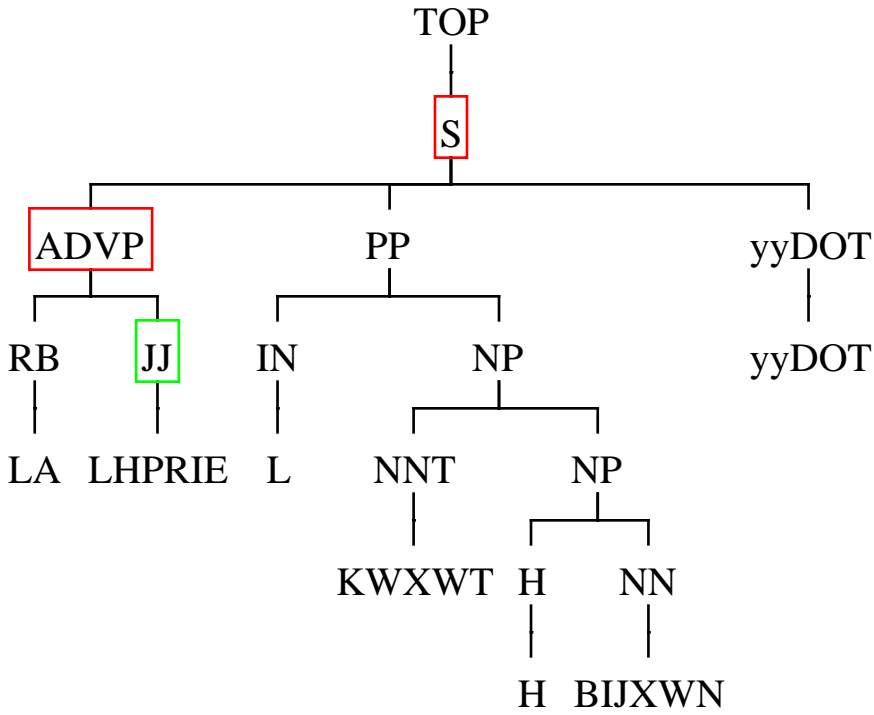 TOP
S
ADVP PP yyDOT
RB JJ IN NP yyDOT
LA LHPRIE L NNT NP
KWXWT H NN
H BIJXWN